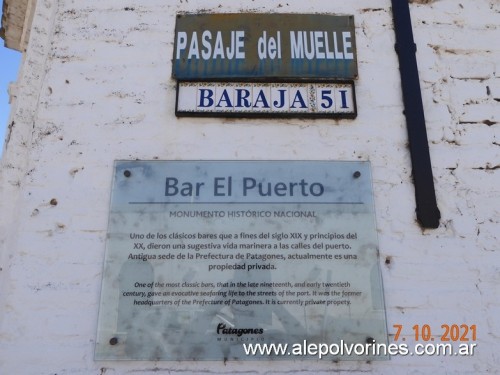 PASAJE del MUELLE
BARAJA 51
Bar El Puerto
MONUMENTO HISTÓRICO NACIONAL
Uno de los clásicos bares que a fines del siglo XIX y principios del
XX, dieron una sugestiva vida marinera a las calles del puerto.
Antigua sede de la Prefectura de Patagones, actualmente es una
propiedad privada.
One of the most classic bars, that in the late nineteenth, and early twentieth
century, gave an evocative seafaring life to the streets of the port. It was the former
headquarters of the Prefecture of Patagones. It is currently private propety.
Patagones
MUNICIPIO
7. 10. 2021
www.alepolvorines.com.ar